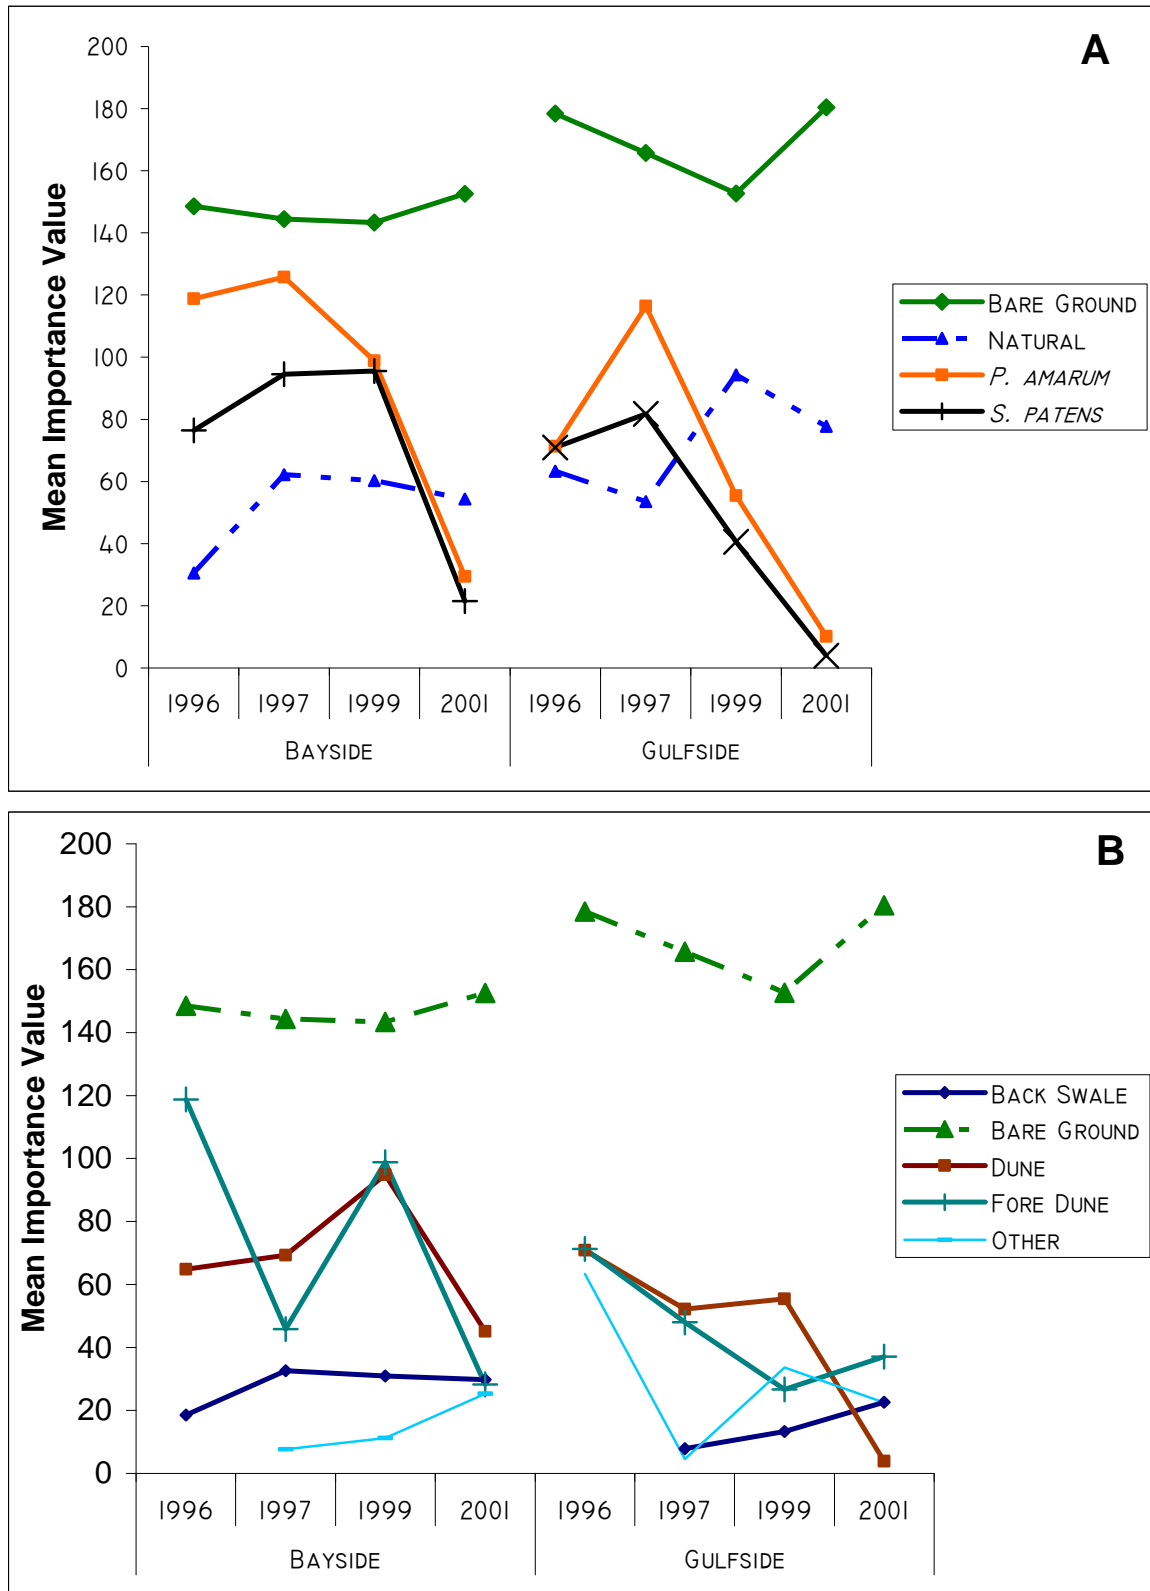 A
Mean Importance Value
200
180
160
140
120
100
80
60
40
20
0
1996 1997 1999 2001 1996 1997 1999 2001
BAYSIDE GULFSIDE
BARE GROUND
NATURAL
P. AMARUM
S. PATENS
B
Mean Importance Value
200
180
160
140
120
100
80
60
40
20
0
1996 1997 1999 2001 1996 1997 1999 2001
BAYSIDE GULFSIDE
BACK SWALE
BARE GROUND
DUNE
FORE DUNE
OTHER